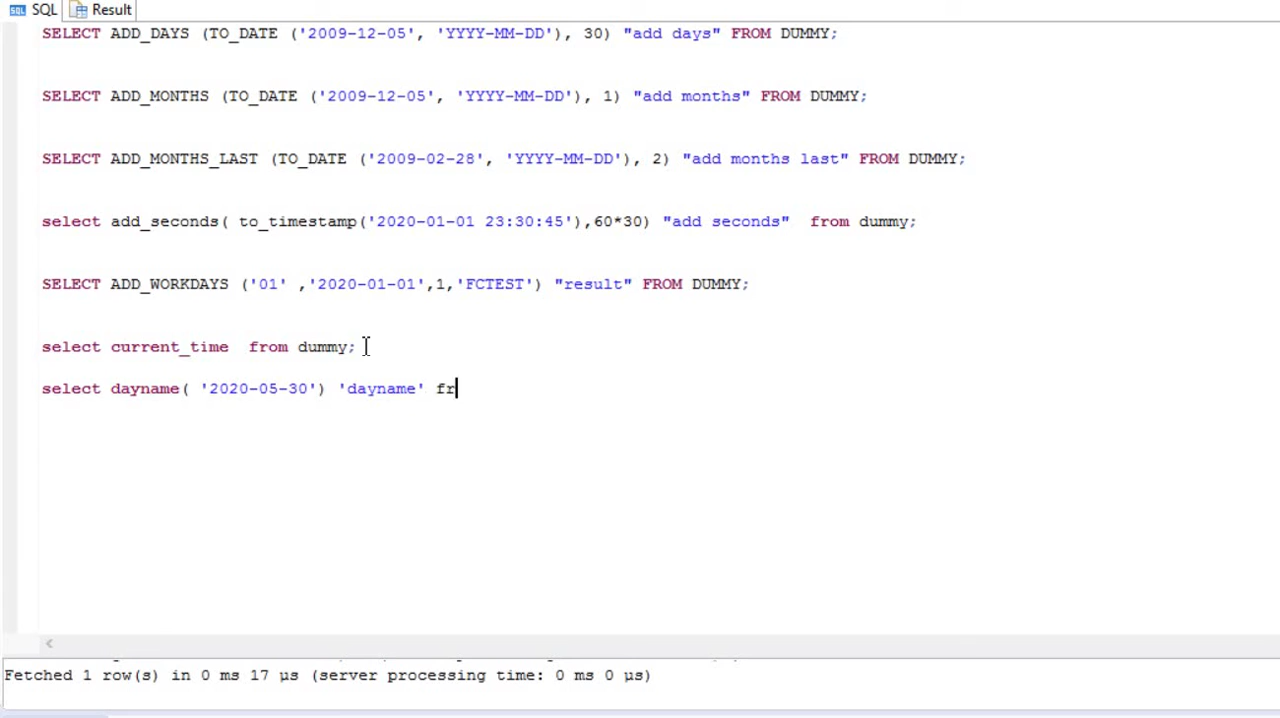 SQL Result
SELECT ADD_DAYS (TO_DATE ('2009-12-05', 'YYYY-MM-DD'), 30) "add days" FROM DUMMY;
SELECT ADD_MONTHS (TO_DATE ('2009-12-05', 'YYYY-MM-DD'), 1) "add months" FROM DUMMY;
SELECT ADD_MONTHS_LAST (TO_DATE ('2009-02-28', 'YYYY-MM-DD'), 2) "add months last" FROM DUMMY;
select add_seconds( to_timestamp('2020-01-01 23:30:45'),60*30) "add seconds"  from dummy;
SELECT ADD_WORKDAYS ('01' ,'2020-01-01',1,'FCTEST') "result" FROM DUMMY;
select current_time  from dummy;
select dayname( '2020-05-30') 'dayname' fr
Fetched 1 row(s) in 0 ms 17 µs (server processing time: 0 ms 0 µs)